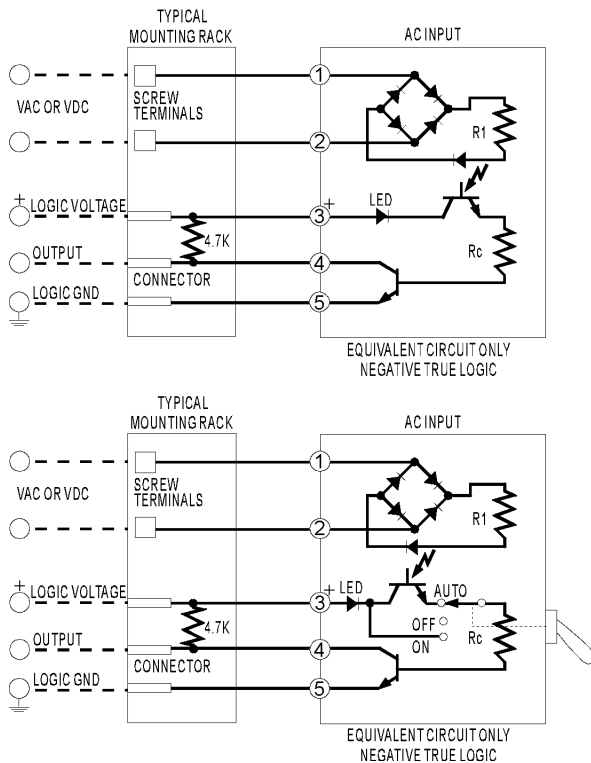 TYPICAL
MOUNTING RACK
AC INPUT
1
SCREW
TERMINALS
VAC OR VDC
2
R1
+
LOGIC VOLTAGE
3
+
LED
4.7K
Rc
OUTPUT
4
CONNECTOR
LOGIC GND
5
EQUIVALENT CIRCUIT ONLY
NEGATIVE TRUE LOGIC
TYPICAL
MOUNTING RACK
AC INPUT
1
SCREW
TERMINALS
VAC OR VDC
2
R1
+
LOGIC VOLTAGE
3
+
LED
AUTO
4.7K
OFF
ON
Rc
OUTPUT
4
CONNECTOR
LOGIC GND
5
EQUIVALENT CIRCUIT ONLY
NEGATIVE TRUE LOGIC